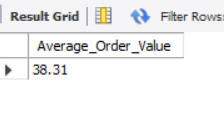 Result Grid Filter Rows:
Average_Order_Value
38.31